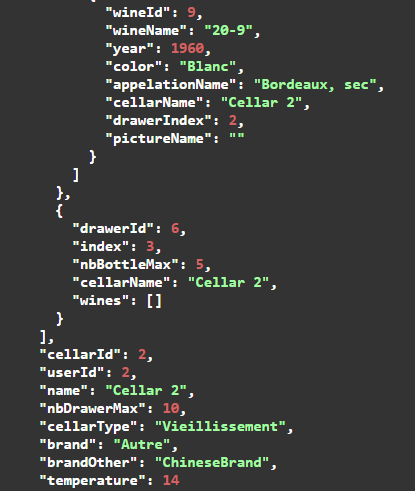 "wineId": 9,
"wineName": "20-9",
"year": 1960,
"color": "Blanc",
"appelationName": "Bordeaux, sec",
"cellarName": "Cellar 2",
"drawerIndex": 2,
"pictureName": ""
}
]
},
{
"drawerId": 6,
"index": 3,
"nbBottleMax": 5,
"cellarName": "Cellar 2",
"wines": []
}
],
"cellarId": 2,
"userId": 2,
"name": "Cellar 2",
"nbDrawerMax": 10,
"cellarType": "Vieillissement",
"brand": "Autre",
"brandOther": "ChineseBrand",
"temperature": 14